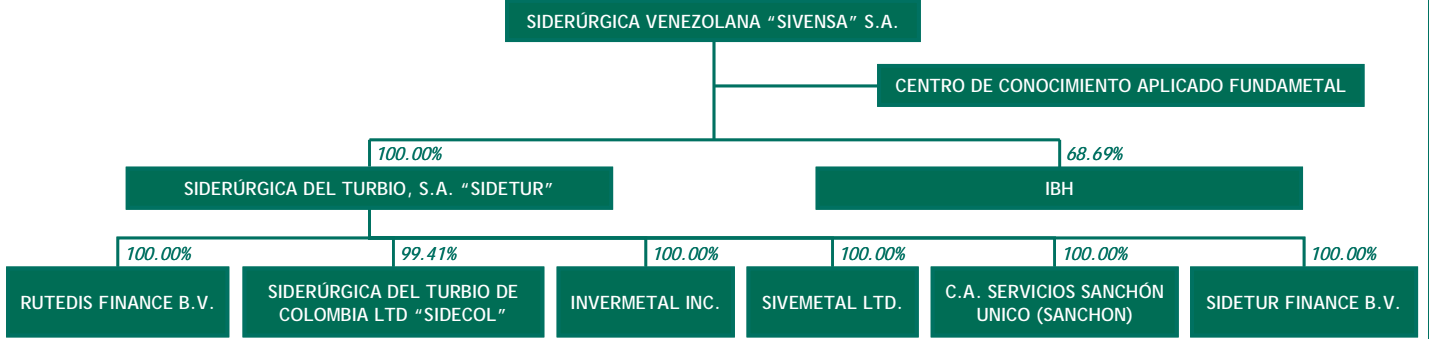 SIDERÚRGICA VENEZOLANA “SIVENSA” S.A.
CENTRO DE CONOCIMIENTO APLICADO FUNDAMETAL
100.00%
68.69%
SIDERÚRGICA DEL TURBIO, S.A. “SIDETUR”
IBH
100.00%
99.41%
100.00%
100.00%
100.00%
100.00%
RUTEDIS FINANCE B.V.
SIDERÚRGICA DEL TURBIO DE
COLOMBIA LTD “SIDECOL”
INVERMETAL INC.
SIVEMETAL LTD.
C.A. SERVICIOS SANCHÓN
UNICO (SANCHON)
SIDETUR FINANCE B.V.